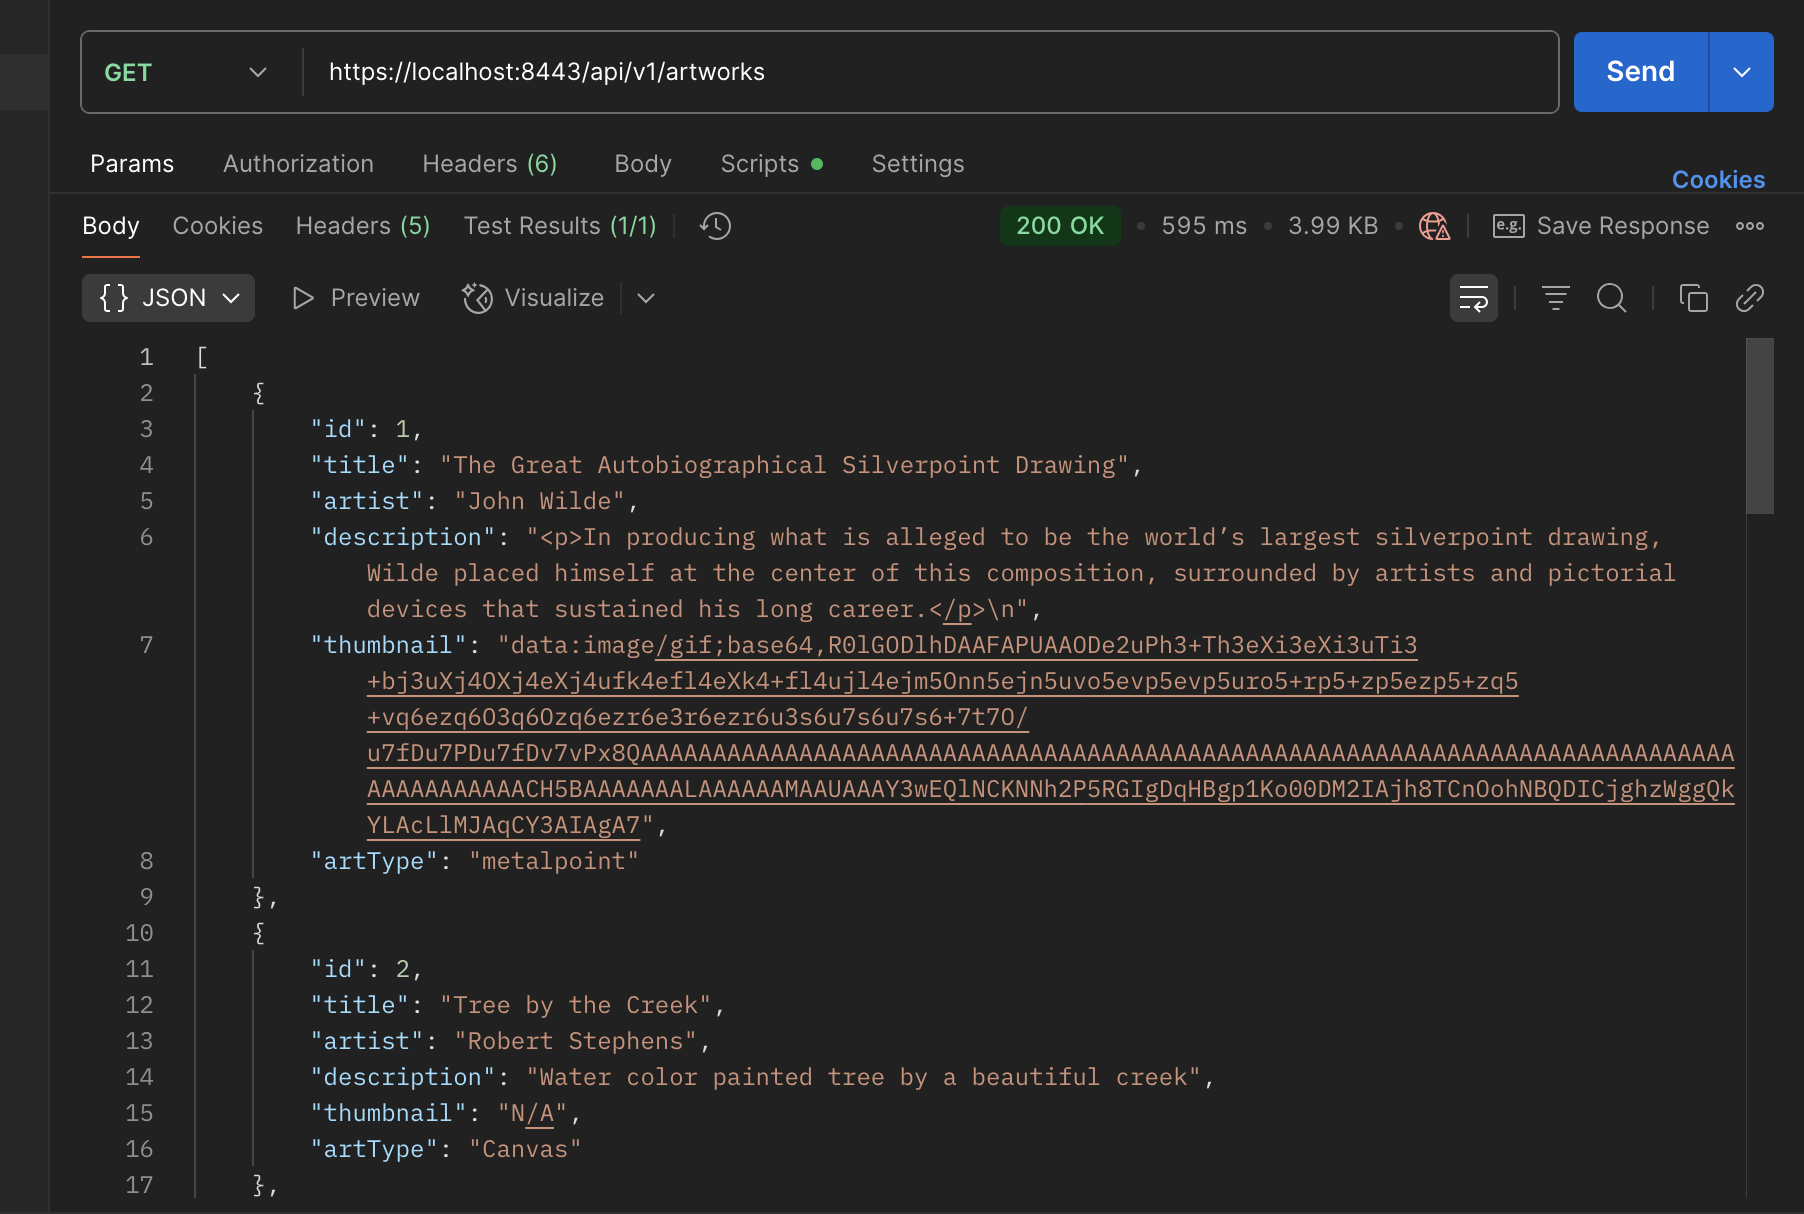 GET https://localhost:8443/api/v1/artworks Send
Params Authorization Headers (6) Body Scripts Settings
Cookies
Body Cookies Headers (5) Test Results (1/1) 200 OK • 595 ms • 3.99 KB • e.g. Save Response
{} JSON Preview Visualize
1 [
2 {
3 "id": 1,
4 "title": "The Great Autobiographical Silverpoint Drawing",
5 "artist": "John Wilde",
6 "description": "<p>In producing what is alleged to be the world’s largest silverpoint drawing,
Wilde placed himself at the center of this composition, surrounded by artists and pictorial
devices that sustained his long career.</p>\n",
7 "thumbnail": "data:image/gif;base64,R0lGODlhDAAFAPUAAODe2uPh3+Th3eXi3eXi3uTi3
+bj3uXj4OXj4eXj4ufk4efl4eXk4+fl4ujl4ejm5Onn5ejn5uvo5evp5evp5uro5+rp5+zp5ezp5+zq5
+vq6ezq6O3q6Ozq6ezr6e3r6ezr6u3s6u7s6u7s6+7t7O/
u7fDu7PDu7fDv7vPx8QAAAAAAAAAAAAAAAAAAAAAAAAAAAAAAAAAAAAAAAAAAAAAAAAAAAAAAAAAAAAAAAAAAAAAAAAAA
AAAAAAAAAAACH5BAAAAAAALAAAAAAMAAUAAAY3wEQlNCKNNh2P5RGIgDqHBgp1Ko00DM2IAjh8TCnOohNBQDICjghzWggQk
YLAcLlMJAqCY3AIAgA7",
8 "artType": "metalpoint"
9 },
10 {
11 "id": 2,
12 "title": "Tree by the Creek",
13 "artist": "Robert Stephens",
14 "description": "Water color painted tree by a beautiful creek",
15 "thumbnail": "N/A",
16 "artType": "Canvas"
17 },